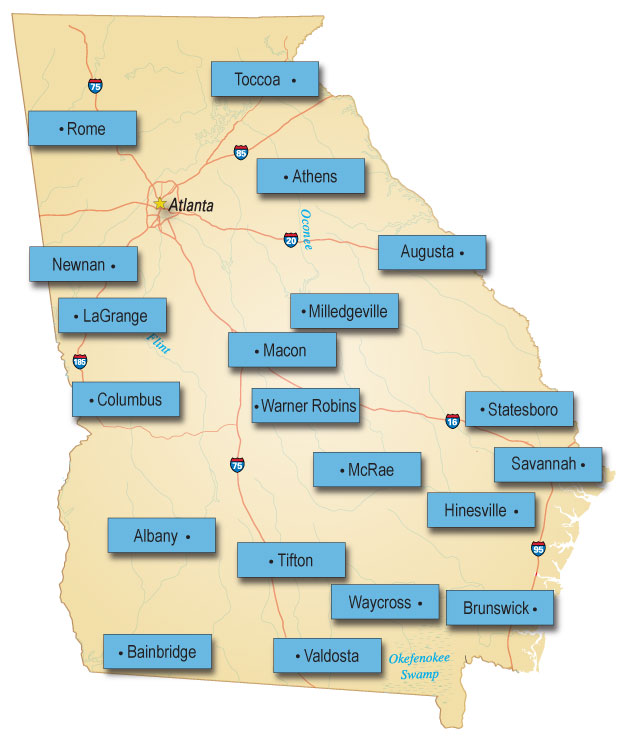 Toccoa
75
Rome
85
Athens
Atlanta
Oconee
20
Augusta
Newnan
Milledgeville
LaGrange
Flint
Macon
185
Columbus
Warner Robins
Statesboro
16
Savannah
75
McRae
Hinesville
Albany
95
Tifton
Waycross
Brunswick
Bainbridge
Valdosta
Okefenokee
Swamp